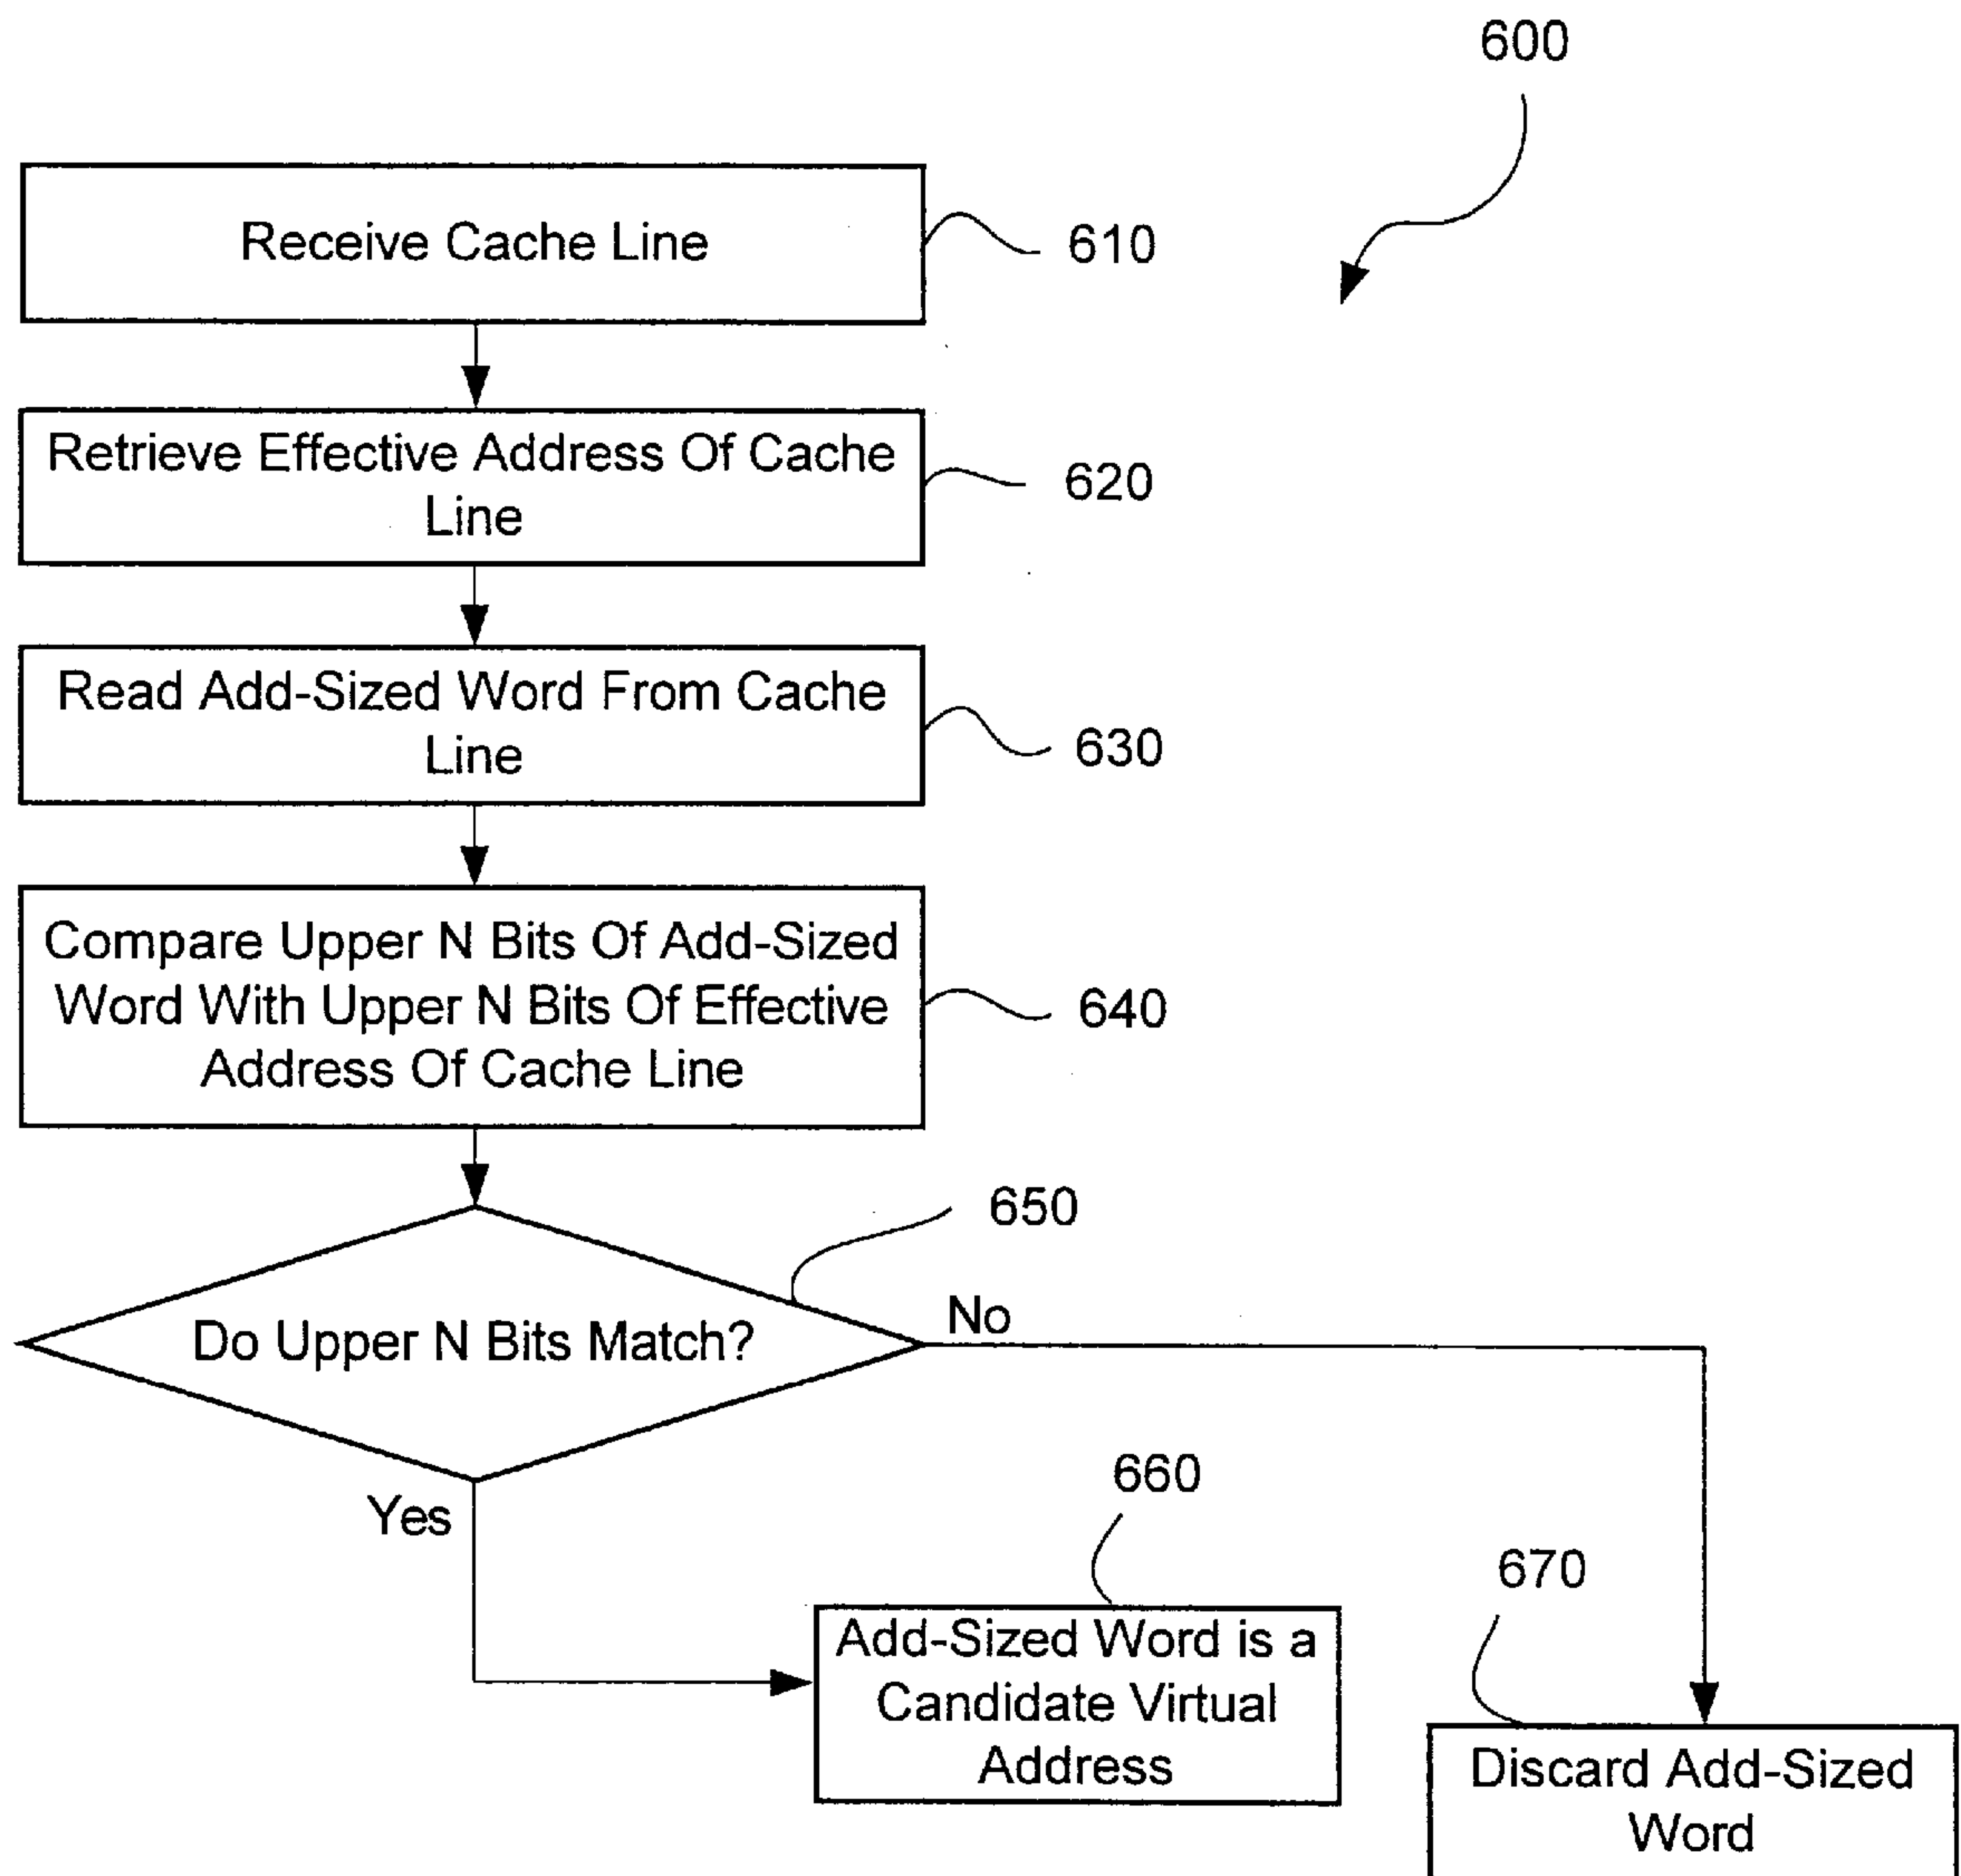 600
Receive Cache Line
610
Retrieve Effective Address Of Cache
Line
620
Read Add-Sized Word From Cache
Line
630
Compare Upper N Bits Of Add-Sized
Word With Upper N Bits Of Effective
Address Of Cache Line
640
650
Do Upper N Bits Match?
No
Yes
660
Add-Sized Word is a
Candidate Virtual
Address
670
Discard Add-Sized
Word